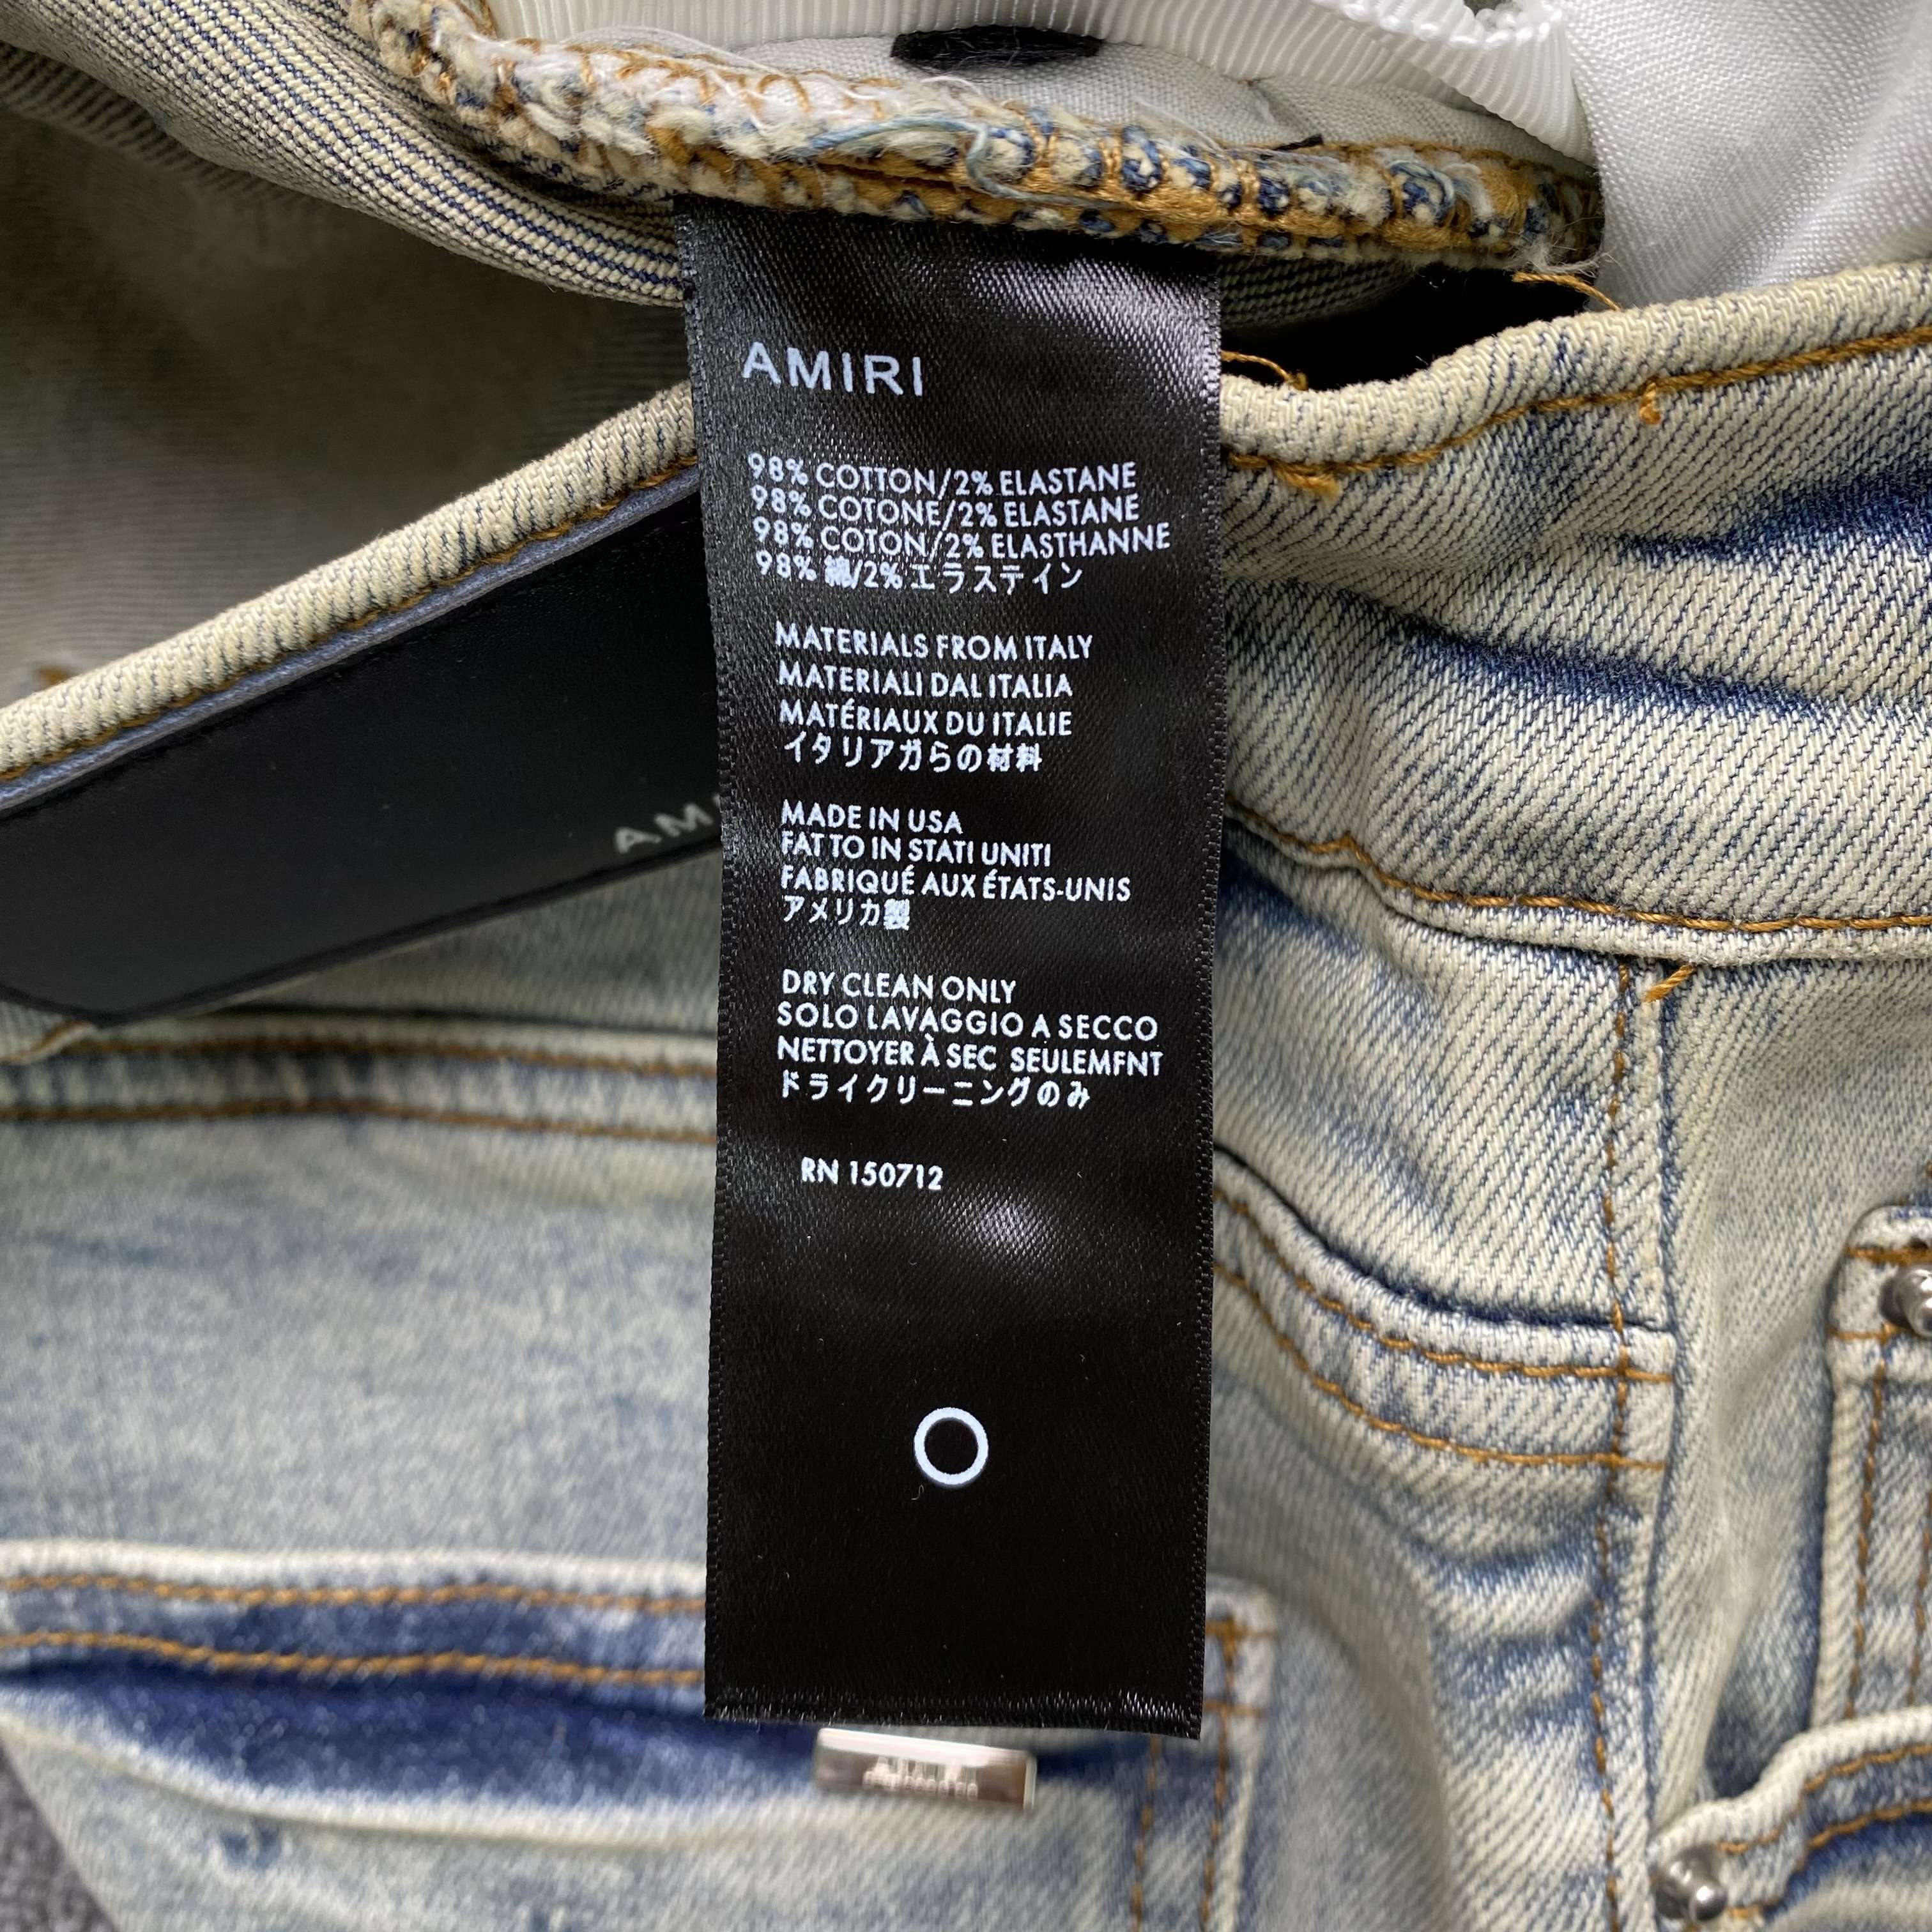 AMIRI
98% COTTON/2% ELASTANE
98% COTONE/2% ELASTANE
98% COTON/2% ELASTHANNE
98% 綿/2% エラステイン
MATERIALS FROM ITALY
MATERIALI DAL ITALIA
MATÉRIAUX DU ITALIE
イタリアガらの材料
MADE IN USA
FAT TO IN STATI UNITI
FABRIQUÉ AUX ÉTATS-UNIS
アメリカ製
DRY CLEAN ONLY
SOLO LAVAGGIO A SECCO
NETTOYER À SEC SEULEMFNT
ドライクリーニングのみ
RN 150712
AM